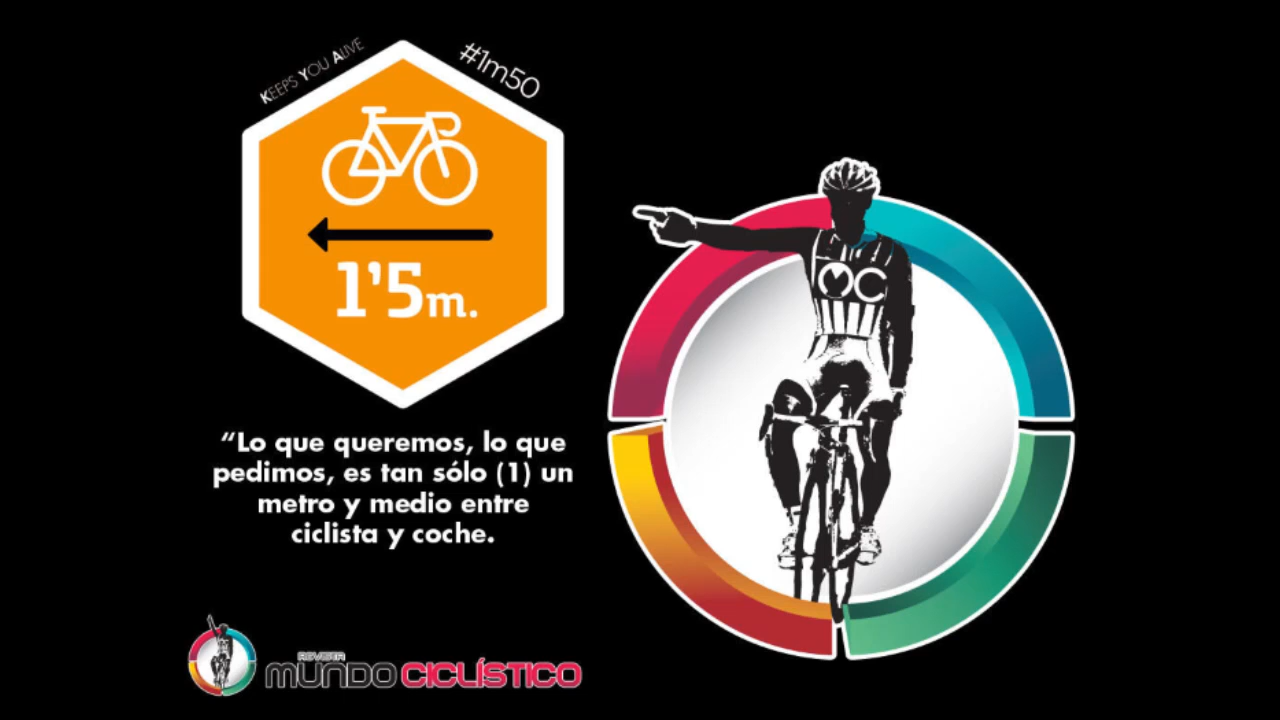 KEEPS YOU ALIVE
#1m50
1'5m.
MC
“Lo que queremos, lo que
pedimos, es tan sólo (1) un
metro y medio entre
ciclista y coche.
REVISTA
MUNDO CICLÍSTICO